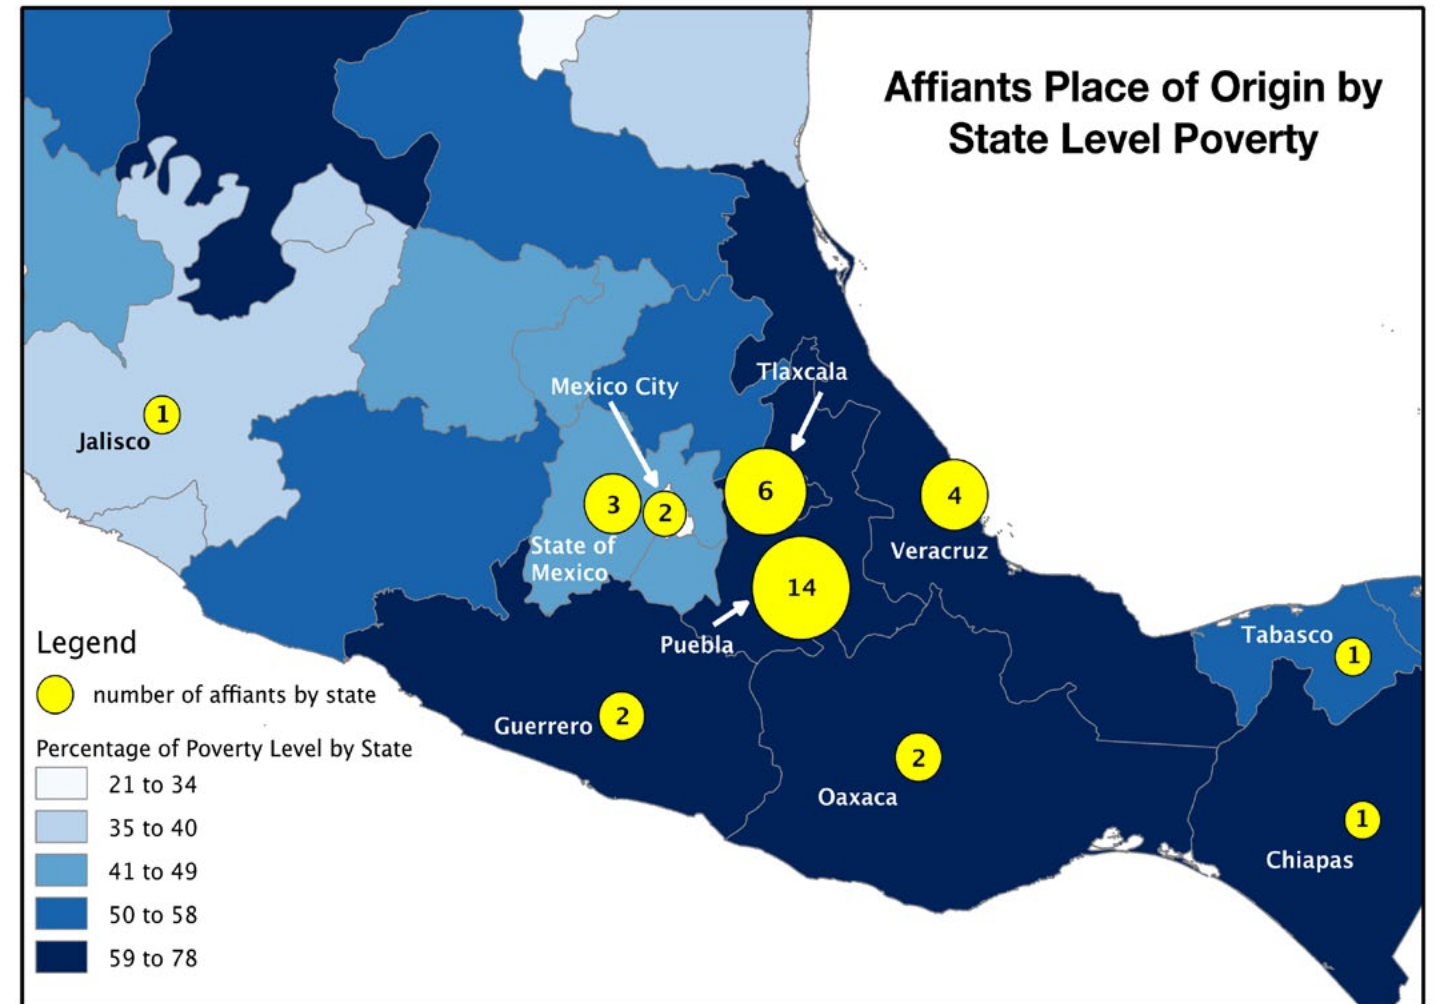 Affiants Place of Origin by
State Level Poverty
Tlaxcala
Mexico City
1
Jalisco
6
4
3
2
Veracruz
State of
Mexico
14
Puebla
Tabasco
1
Legend
number of affiants by state
Guerrero
2
2
Oaxaca
1
Chiapas
Percentage of Poverty Level by State
21 to 34
35 to 40
41 to 49
50 to 58
59 to 78